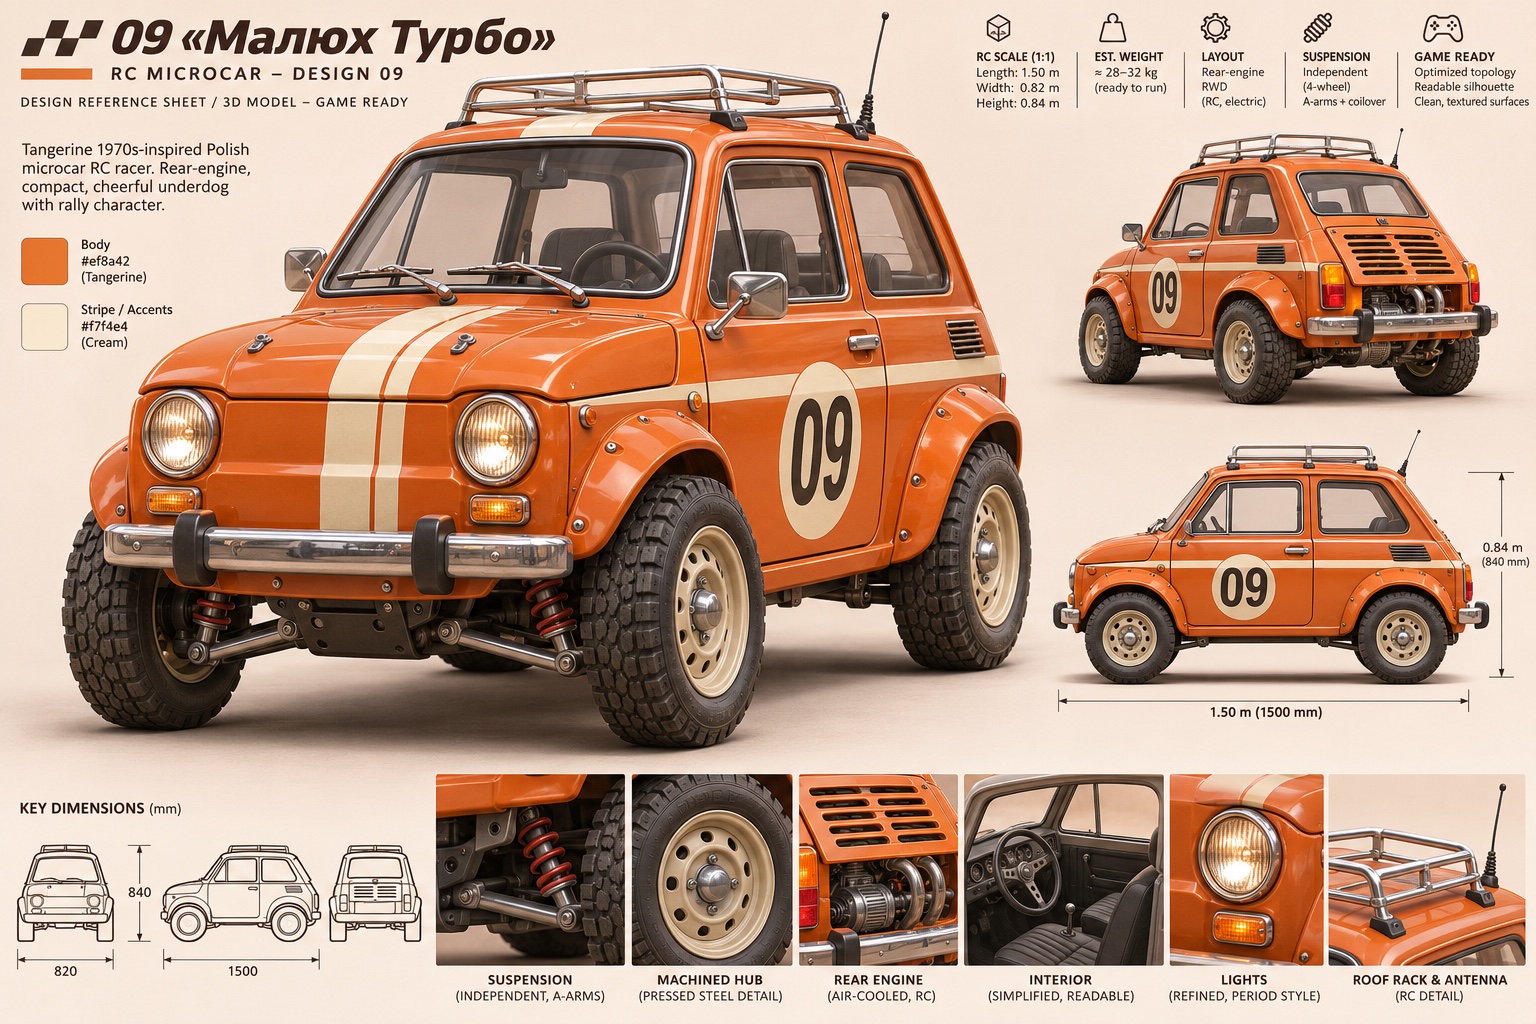 09 «Малюх Турбо»
RC MICROCAR – DESIGN 09
DESIGN REFERENCE SHEET / 3D MODEL – GAME READY
Tangerine 1970s-inspired Polish
microcar RC racer. Rear-engine,
compact, cheerful underdog
with rally character.
Body
#ef8a42
(Tangerine)
Stripe / Accents
#f7f4e4
(Cream)
RC SCALE (1:1)
Length: 1.50 m
Width: 0.82 m
Height: 0.84 m
EST. WEIGHT
≈ 28–32 kg
(ready to run)
LAYOUT
Rear-engine
RWD
(RC, electric)
SUSPENSION
Independent
(4-wheel)
A-arms + coilover
GAME READY
Optimized topology
Readable silhouette
Clean, textured surfaces
09
09
09
0.84 m
(840 mm)
1.50 m (1500 mm)
KEY DIMENSIONS (mm)
840
820
1500
SUSPENSION
(INDEPENDENT, A-ARMS)
MACHINED HUB
(PRESSED STEEL DETAIL)
REAR ENGINE
(AIR-COOLED, RC)
INTERIOR
(SIMPLIFIED, READABLE)
LIGHTS
(REFINED, PERIOD STYLE)
ROOF RACK & ANTENNA
(RC DETAIL)